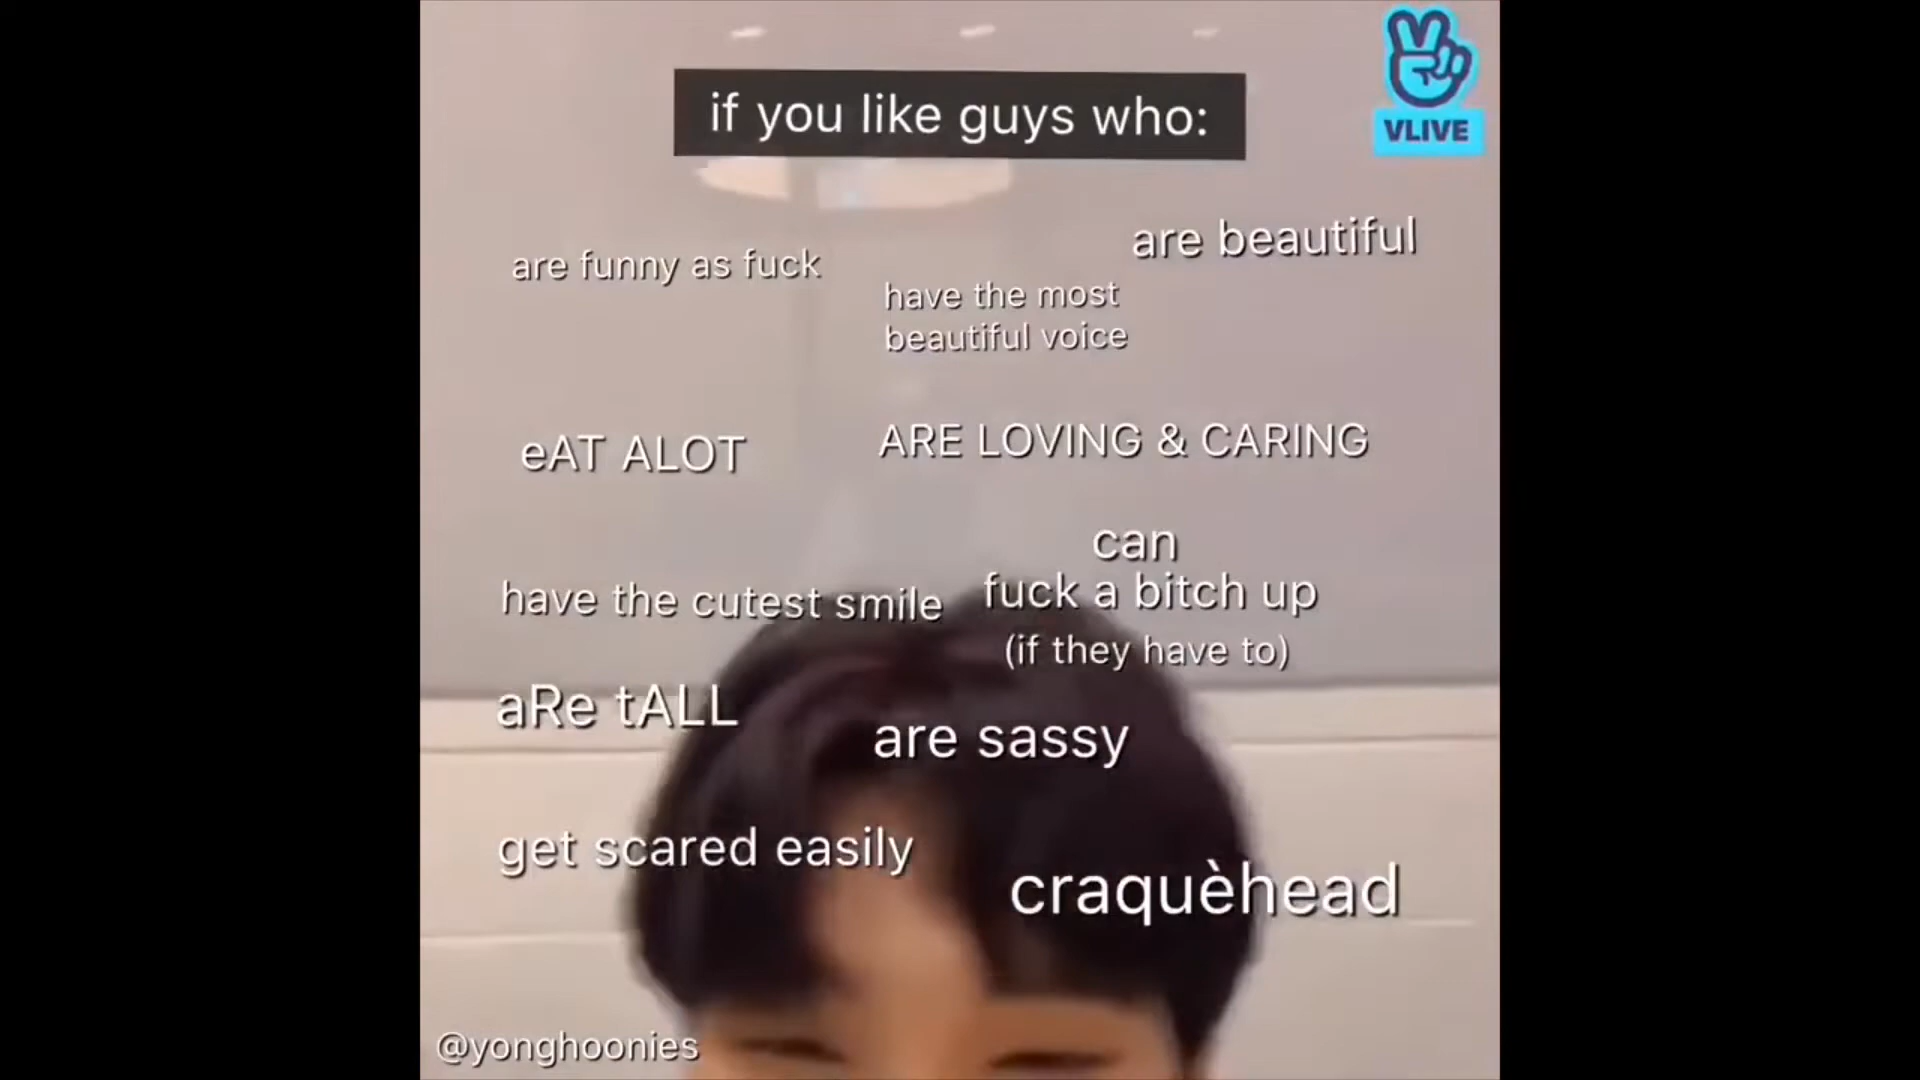 VLIVE
if you like guys who:
are funny as fuck
are beautiful
have the most
beautiful voice
eAT ALOT
ARE LOVING & CARING
have the cutest smile
can
fuck a bitch up
(if they have to)
aRe tALL
are sassy
get scared easily
craquèhead
@yonghoonies